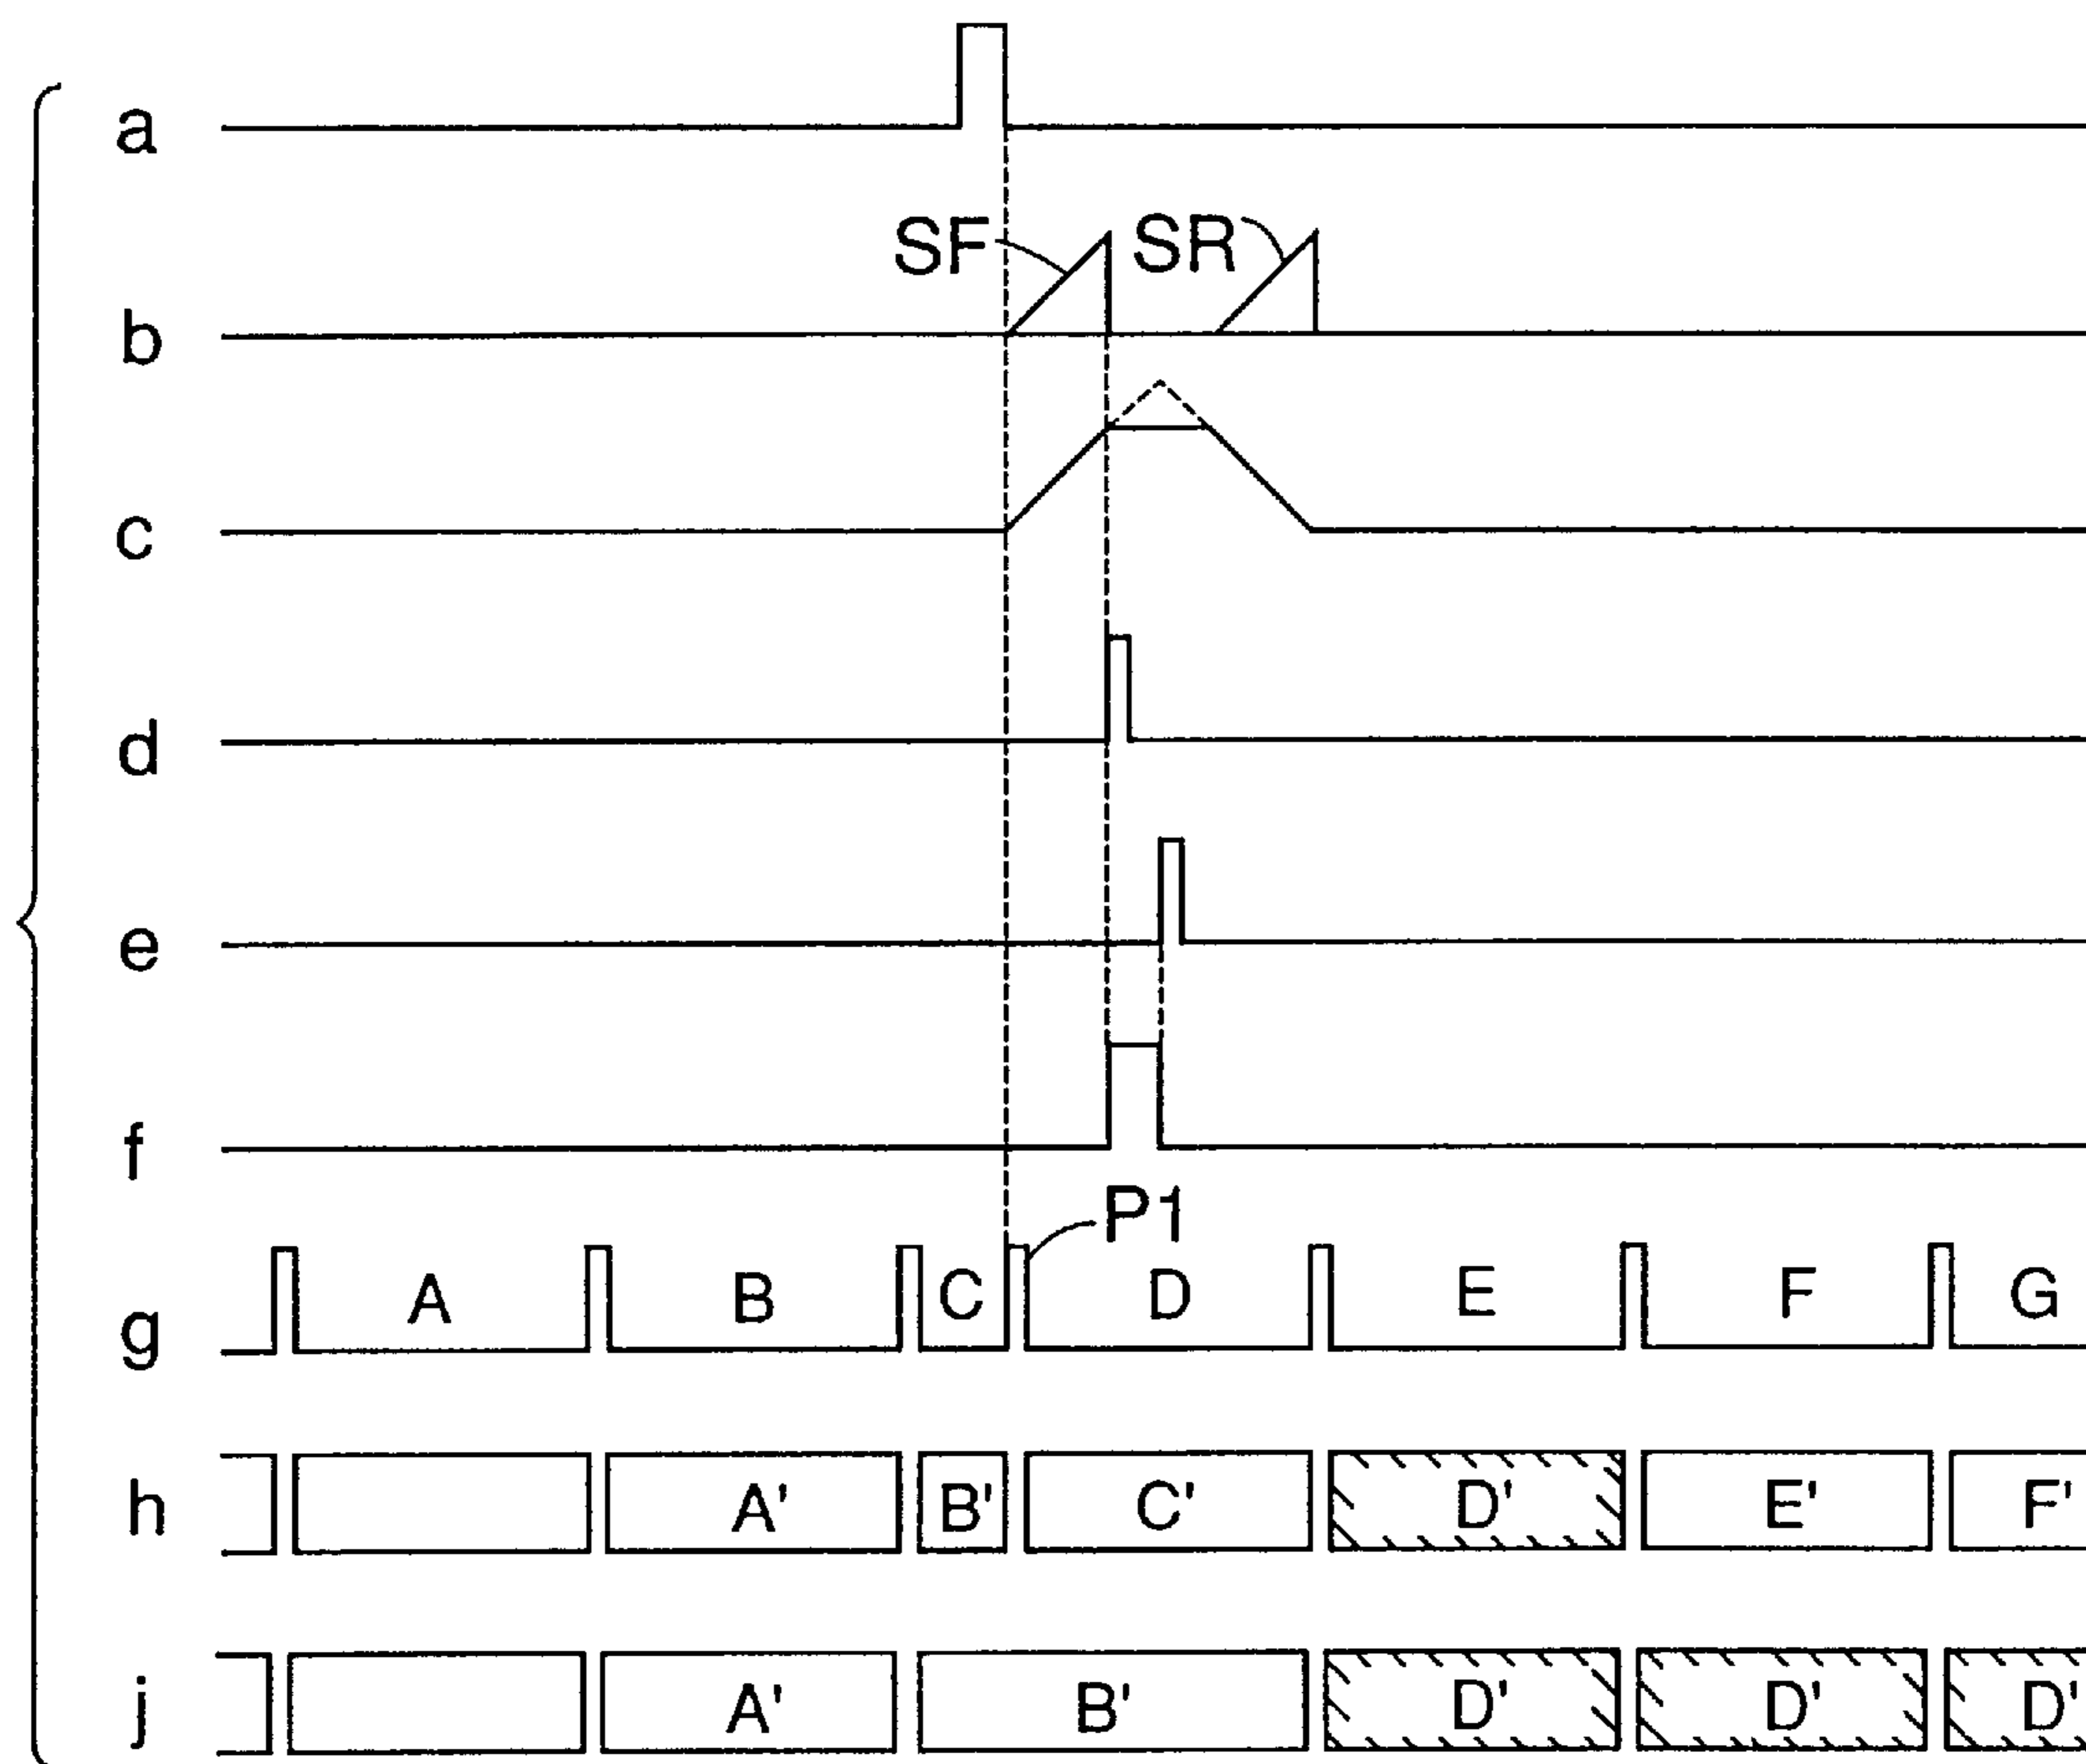 a
SF SR
b
c
d
e
f
P1
g A B C D E F G
h A' B' C' D' E' F'
j A' B' D' D' D'